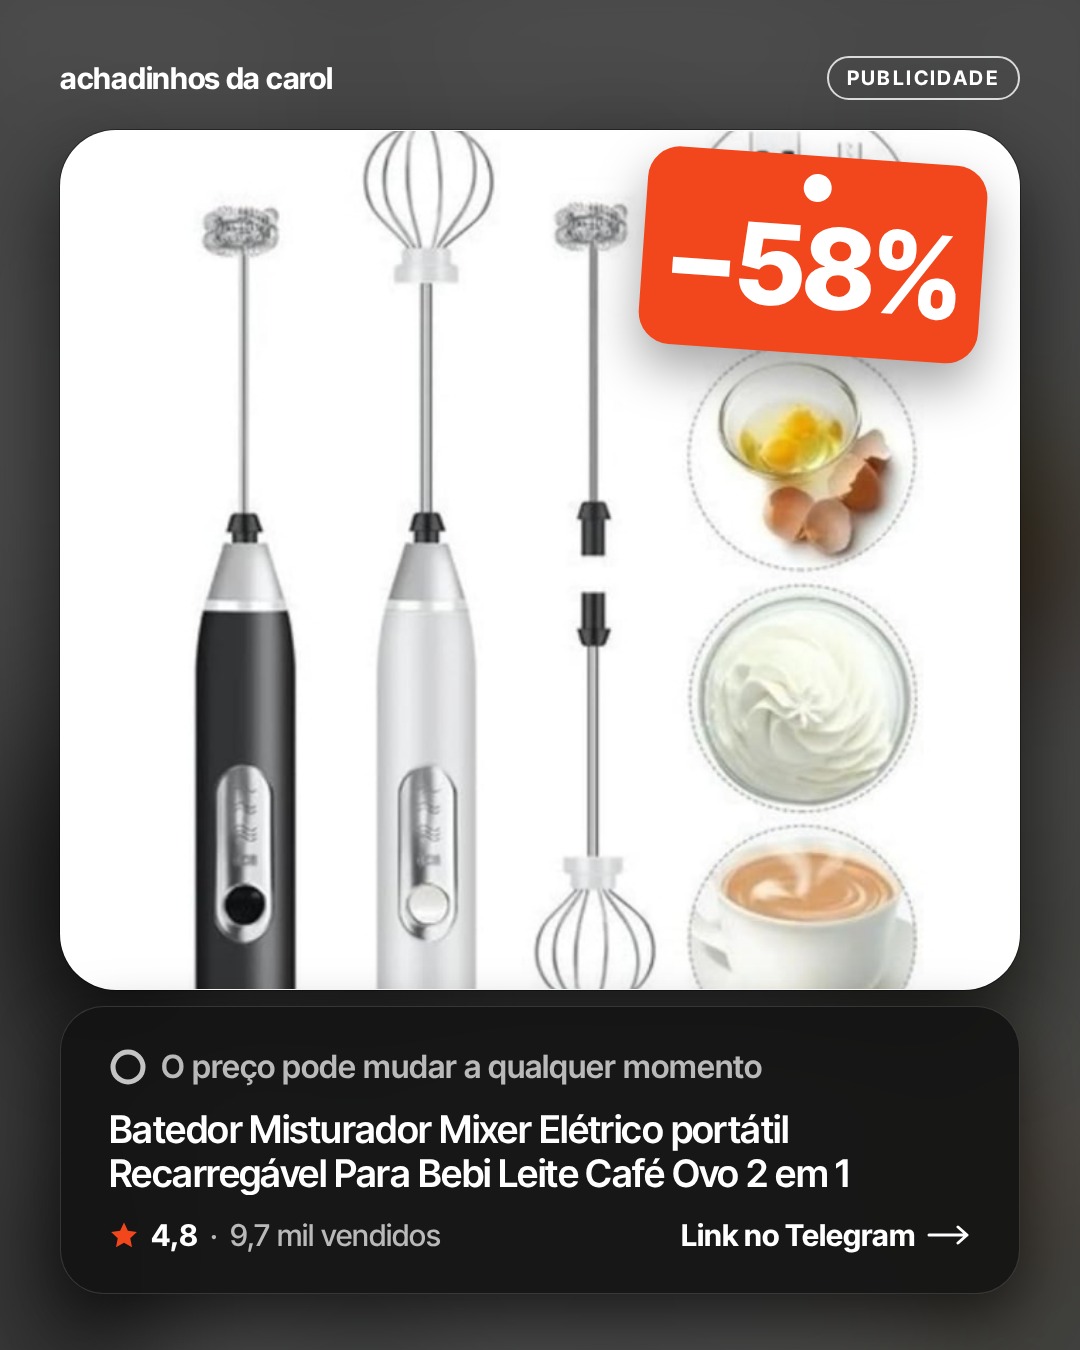 achadinhos da carol
PUBLICIDADE
−58%
O preço pode mudar a qualquer momento
Batedor Misturador Mixer Elétrico portátil
Recarregável Para Bebi Leite Café Ovo 2 em 1
4,8 · 9,7 mil vendidos
Link no Telegram →